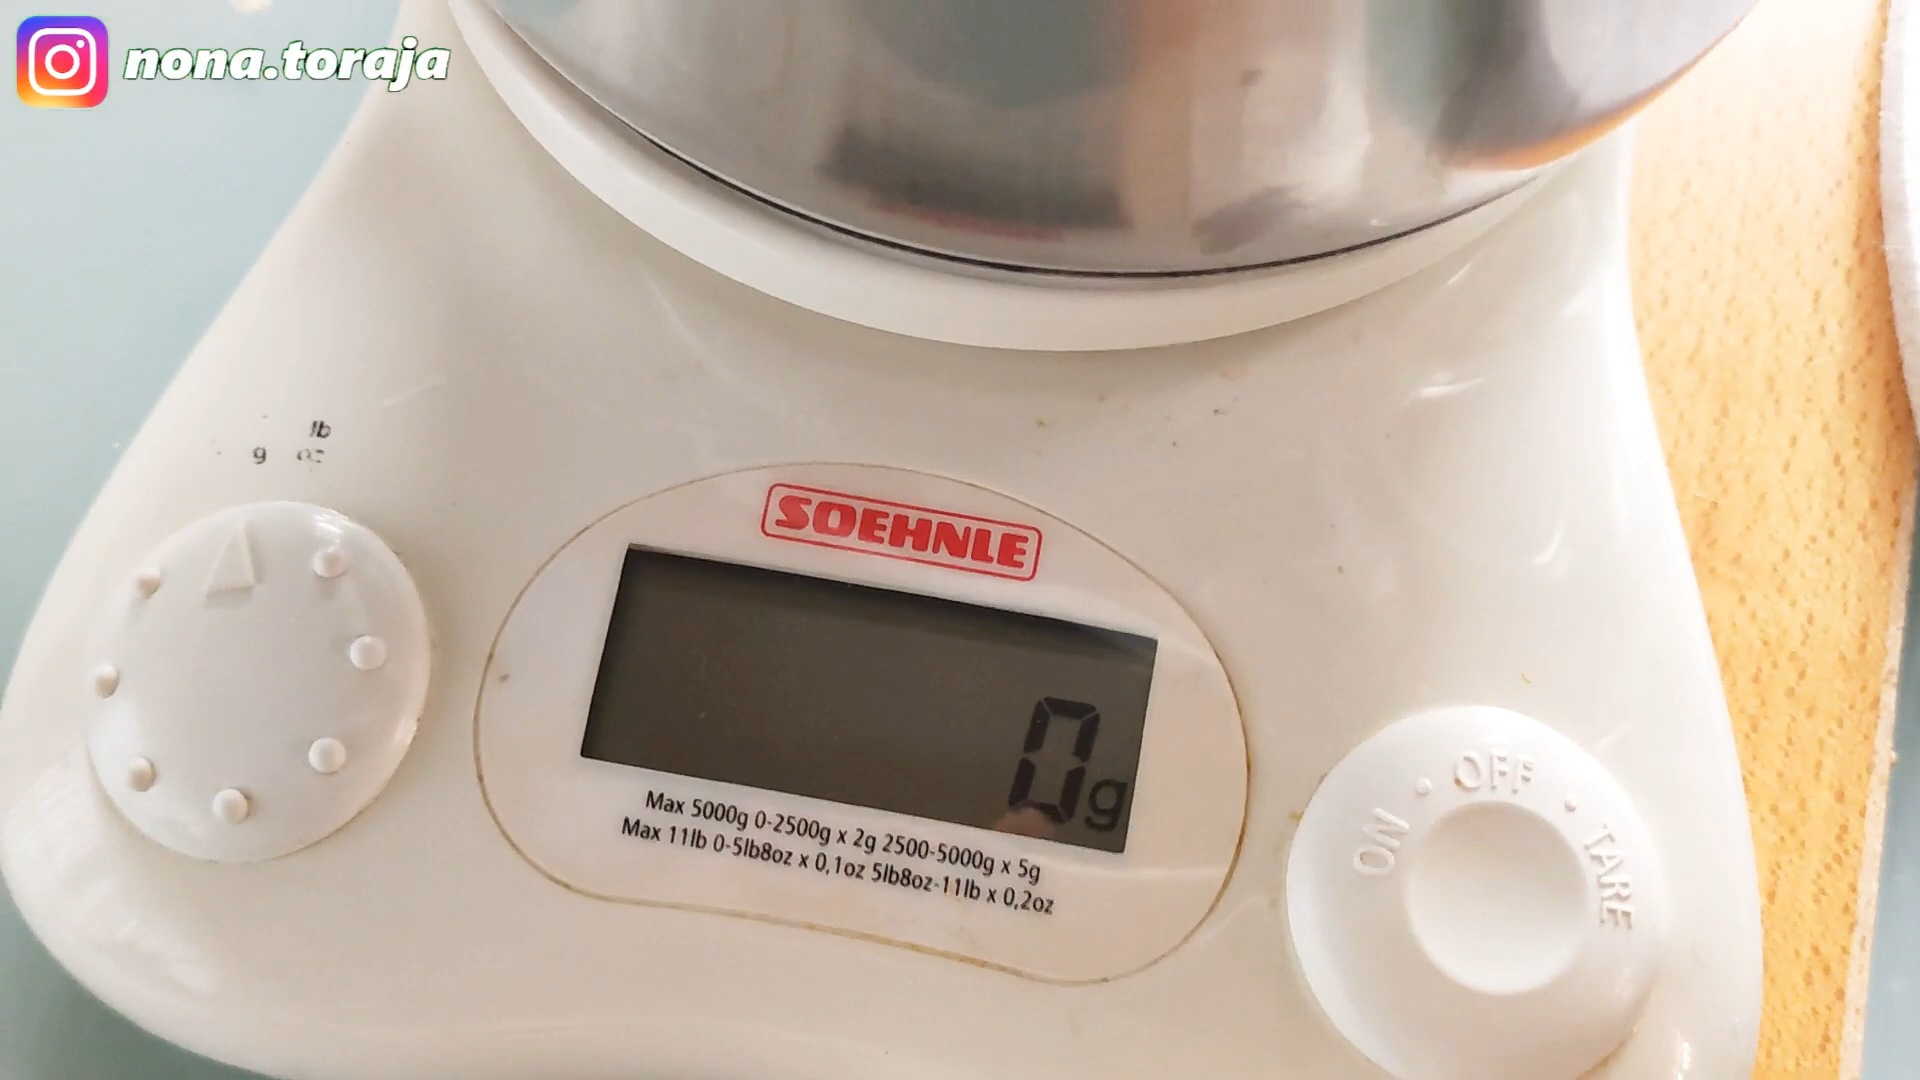 nona.toraja
lb
g oz
SOEHNLE
0g
Max 5000g 0-2500g x 2g 2500-5000g x 5g
Max 11lb 0-5lb8oz x 0,1oz 5lb8oz-11lb x 0,2oz
ON • OFF • TARE